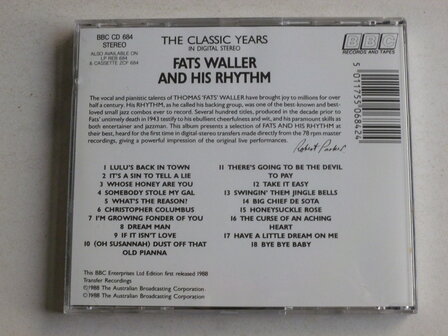 BBC CD 684
STEREO
ALSO AVAILABLE ON
LP REB 684
& CASSETTE ZCF 684
THE CLASSIC YEARS
IN DIGITAL STEREO
FATS WALLER
AND HIS RHYTHM
BBC
RECORDS AND TAPES
5 011755 068424
The vocal and pianistic talents of THOMAS 'FATS' WALLER have brought joy to millions for over
half a century. His RHYTHM, as he called his backing group, was one of the best-known and best-
loved small jazz combos ever to record. Several hundred titles, produced in the decade prior to
Fats' untimely death in 1943 testify to his ebullient cheerfulness and wit, and his paramount skills as
both entertainer and jazzman. This album presents a selection of FATS AND HIS RHYTHM at
their best, heard for the first time in digital-stereo transfers made directly from the 78 rpm master
recordings, giving a powerful impression of the original live performances.
Robert Parker
1 LULU'S BACK IN TOWN
2 IT'S A SIN TO TELL A LIE
3 WHOSE HONEY ARE YOU
4 SOMEBODY STOLE MY GAL
5 WHAT'S THE REASON?
6 CHRISTOPHER COLUMBUS
7 I'M GROWING FONDER OF YOU
8 DREAM MAN
9 IF IT ISN'T LOVE
10 (OH SUSANNAH) DUST OFF THAT
OLD PIANNA
11 THERE'S GOING TO BE THE DEVIL
TO PAY
12 TAKE IT EASY
13 SWINGIN' THEM JINGLE BELLS
14 BIG CHIEF DE SOTA
15 HONEYSUCKLE ROSE
16 THE CURSE OF AN ACHING
HEART
17 HAVE A LITTLE DREAM ON ME
18 BYE BYE BABY
This BBC Enterprises Ltd Edition first released 1988
Transfer Recordings
℗1988 The Australian Broadcasting Corporation
©1988 The Australian Broadcasting Corporation